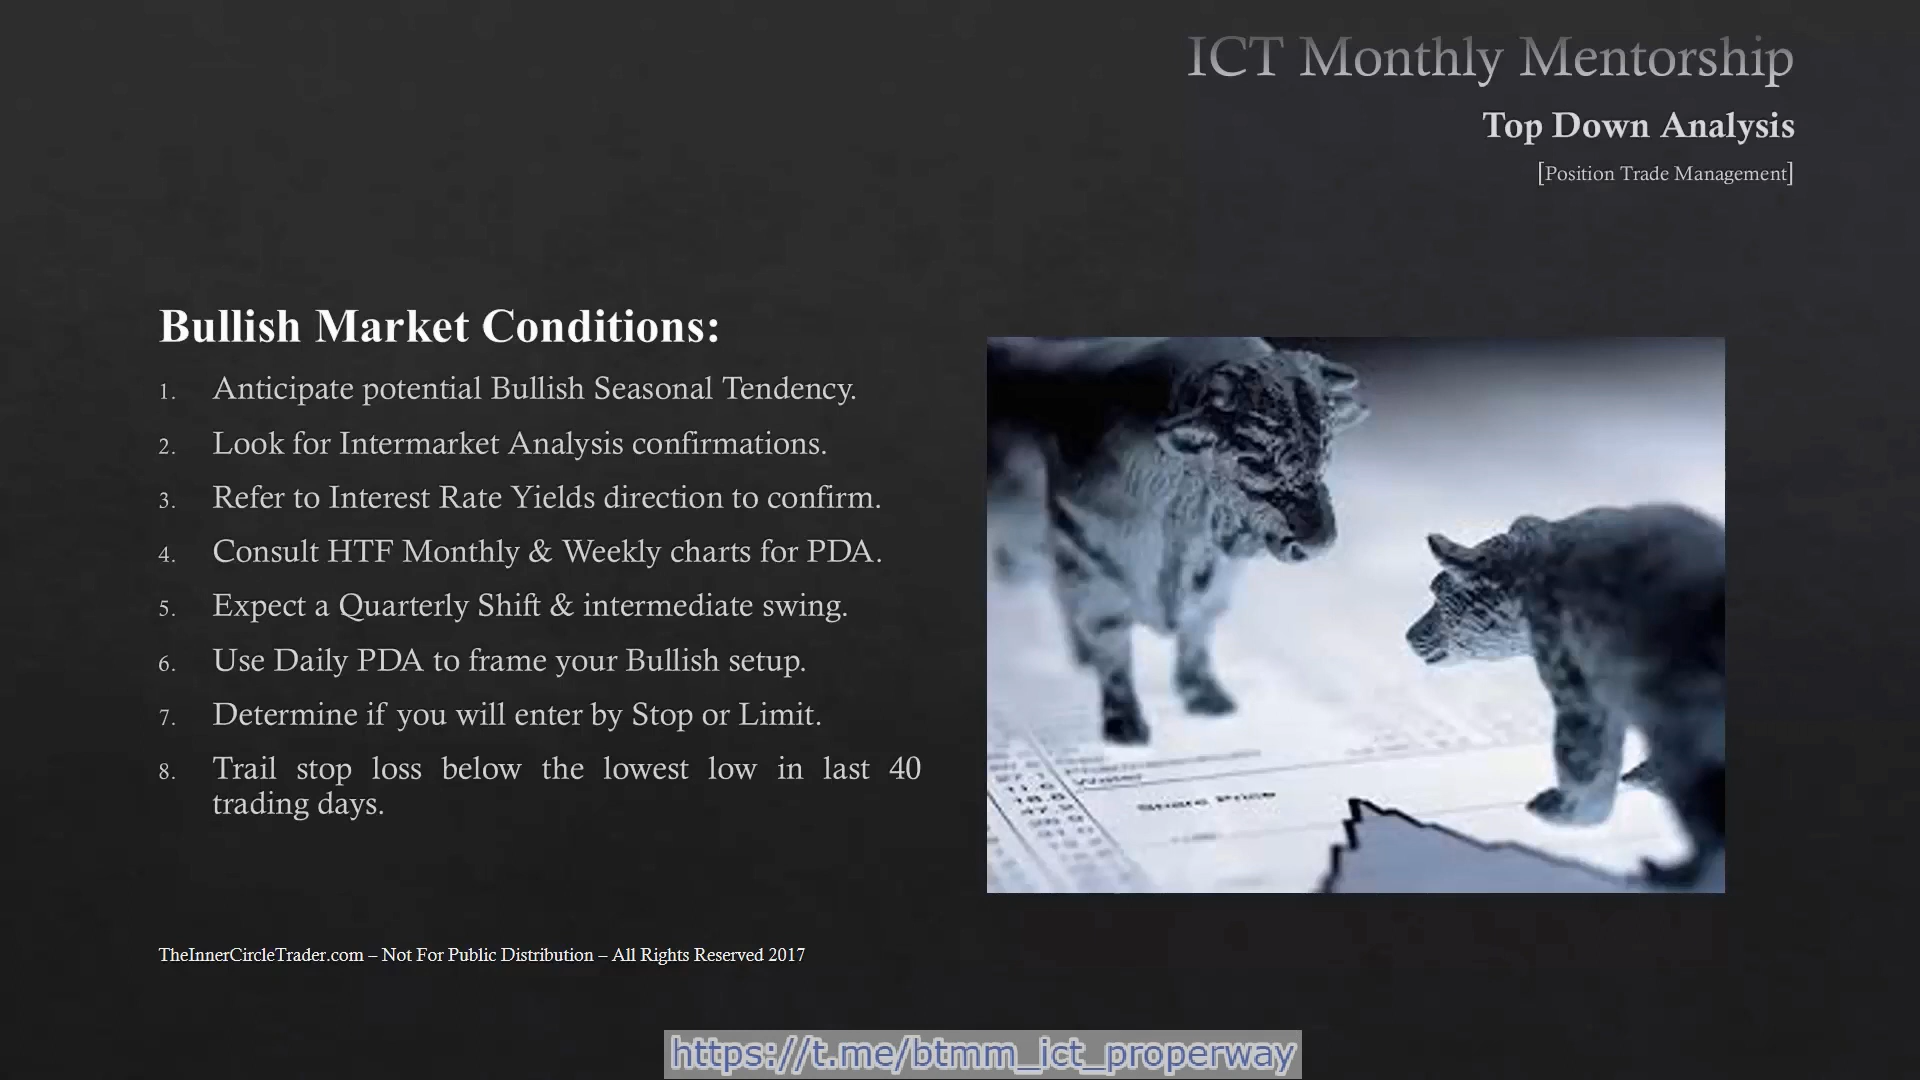 ICT Monthly Mentorship
Top Down Analysis
[Position Trade Management]
Bullish Market Conditions:
1. Anticipate potential Bullish Seasonal Tendency.
2. Look for Intermarket Analysis confirmations.
3. Refer to Interest Rate Yields direction to confirm.
4. Consult HTF Monthly & Weekly charts for PDA.
5. Expect a Quarterly Shift & intermediate swing.
6. Use Daily PDA to frame your Bullish setup.
7. Determine if you will enter by Stop or Limit.
8. Trail stop loss below the lowest low in last 40
trading days.
Water
Share Price
TheInnerCircleTrader.com – Not For Public Distribution – All Rights Reserved 2017
https://t.me/btmm_ict_properway